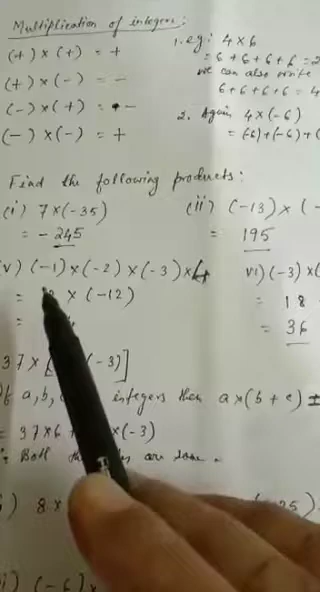 Multiplication of integers:
(+) × (+) = +
(+) × (-) = -
(-) × (+) = -
(-) × (-) = +
1. eg: 4 × 6
= 6 + 6 + 6 + 6 = 2
we can also write
6 + 6 + 6 + 6 = 4
2. Again 4 × (-6)
= (-6) + (-6) + (
Find the following products:
(i) 7 × (-35)
= -245
(ii) (-13) × (-
= 195
v) (-1) × (-2) × (-3) × 4
= × (-12)
=
vi) (-3) × (
= 18
= 36
37 × [ (-3)]
If a, b, integers then a × (b + c) =
= 37 × 6 + × (-3)
Both are same.
) 8 ×
-25)
i) (-6) ×